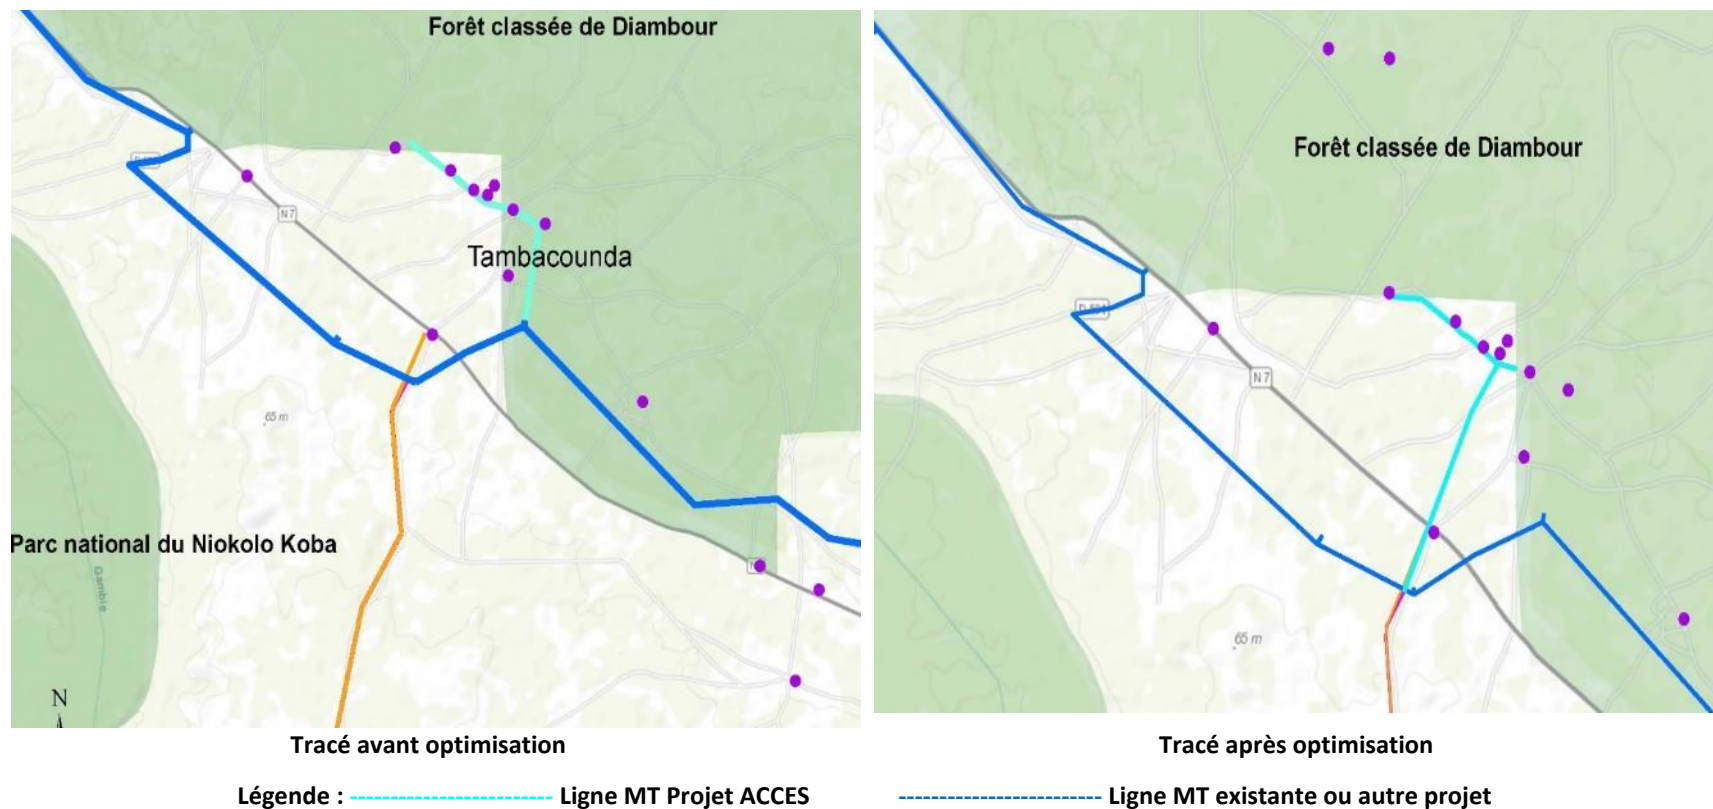 Forêt classée de Diambour
N7
Tambacounda
65 m
Parc national du Niokolo Koba
Gambie
N
Forêt classée de Diambour
N7
65 m
Tracé avant optimisation
Tracé après optimisation
Légende : Ligne MT Projet ACCES Ligne MT existante ou autre projet